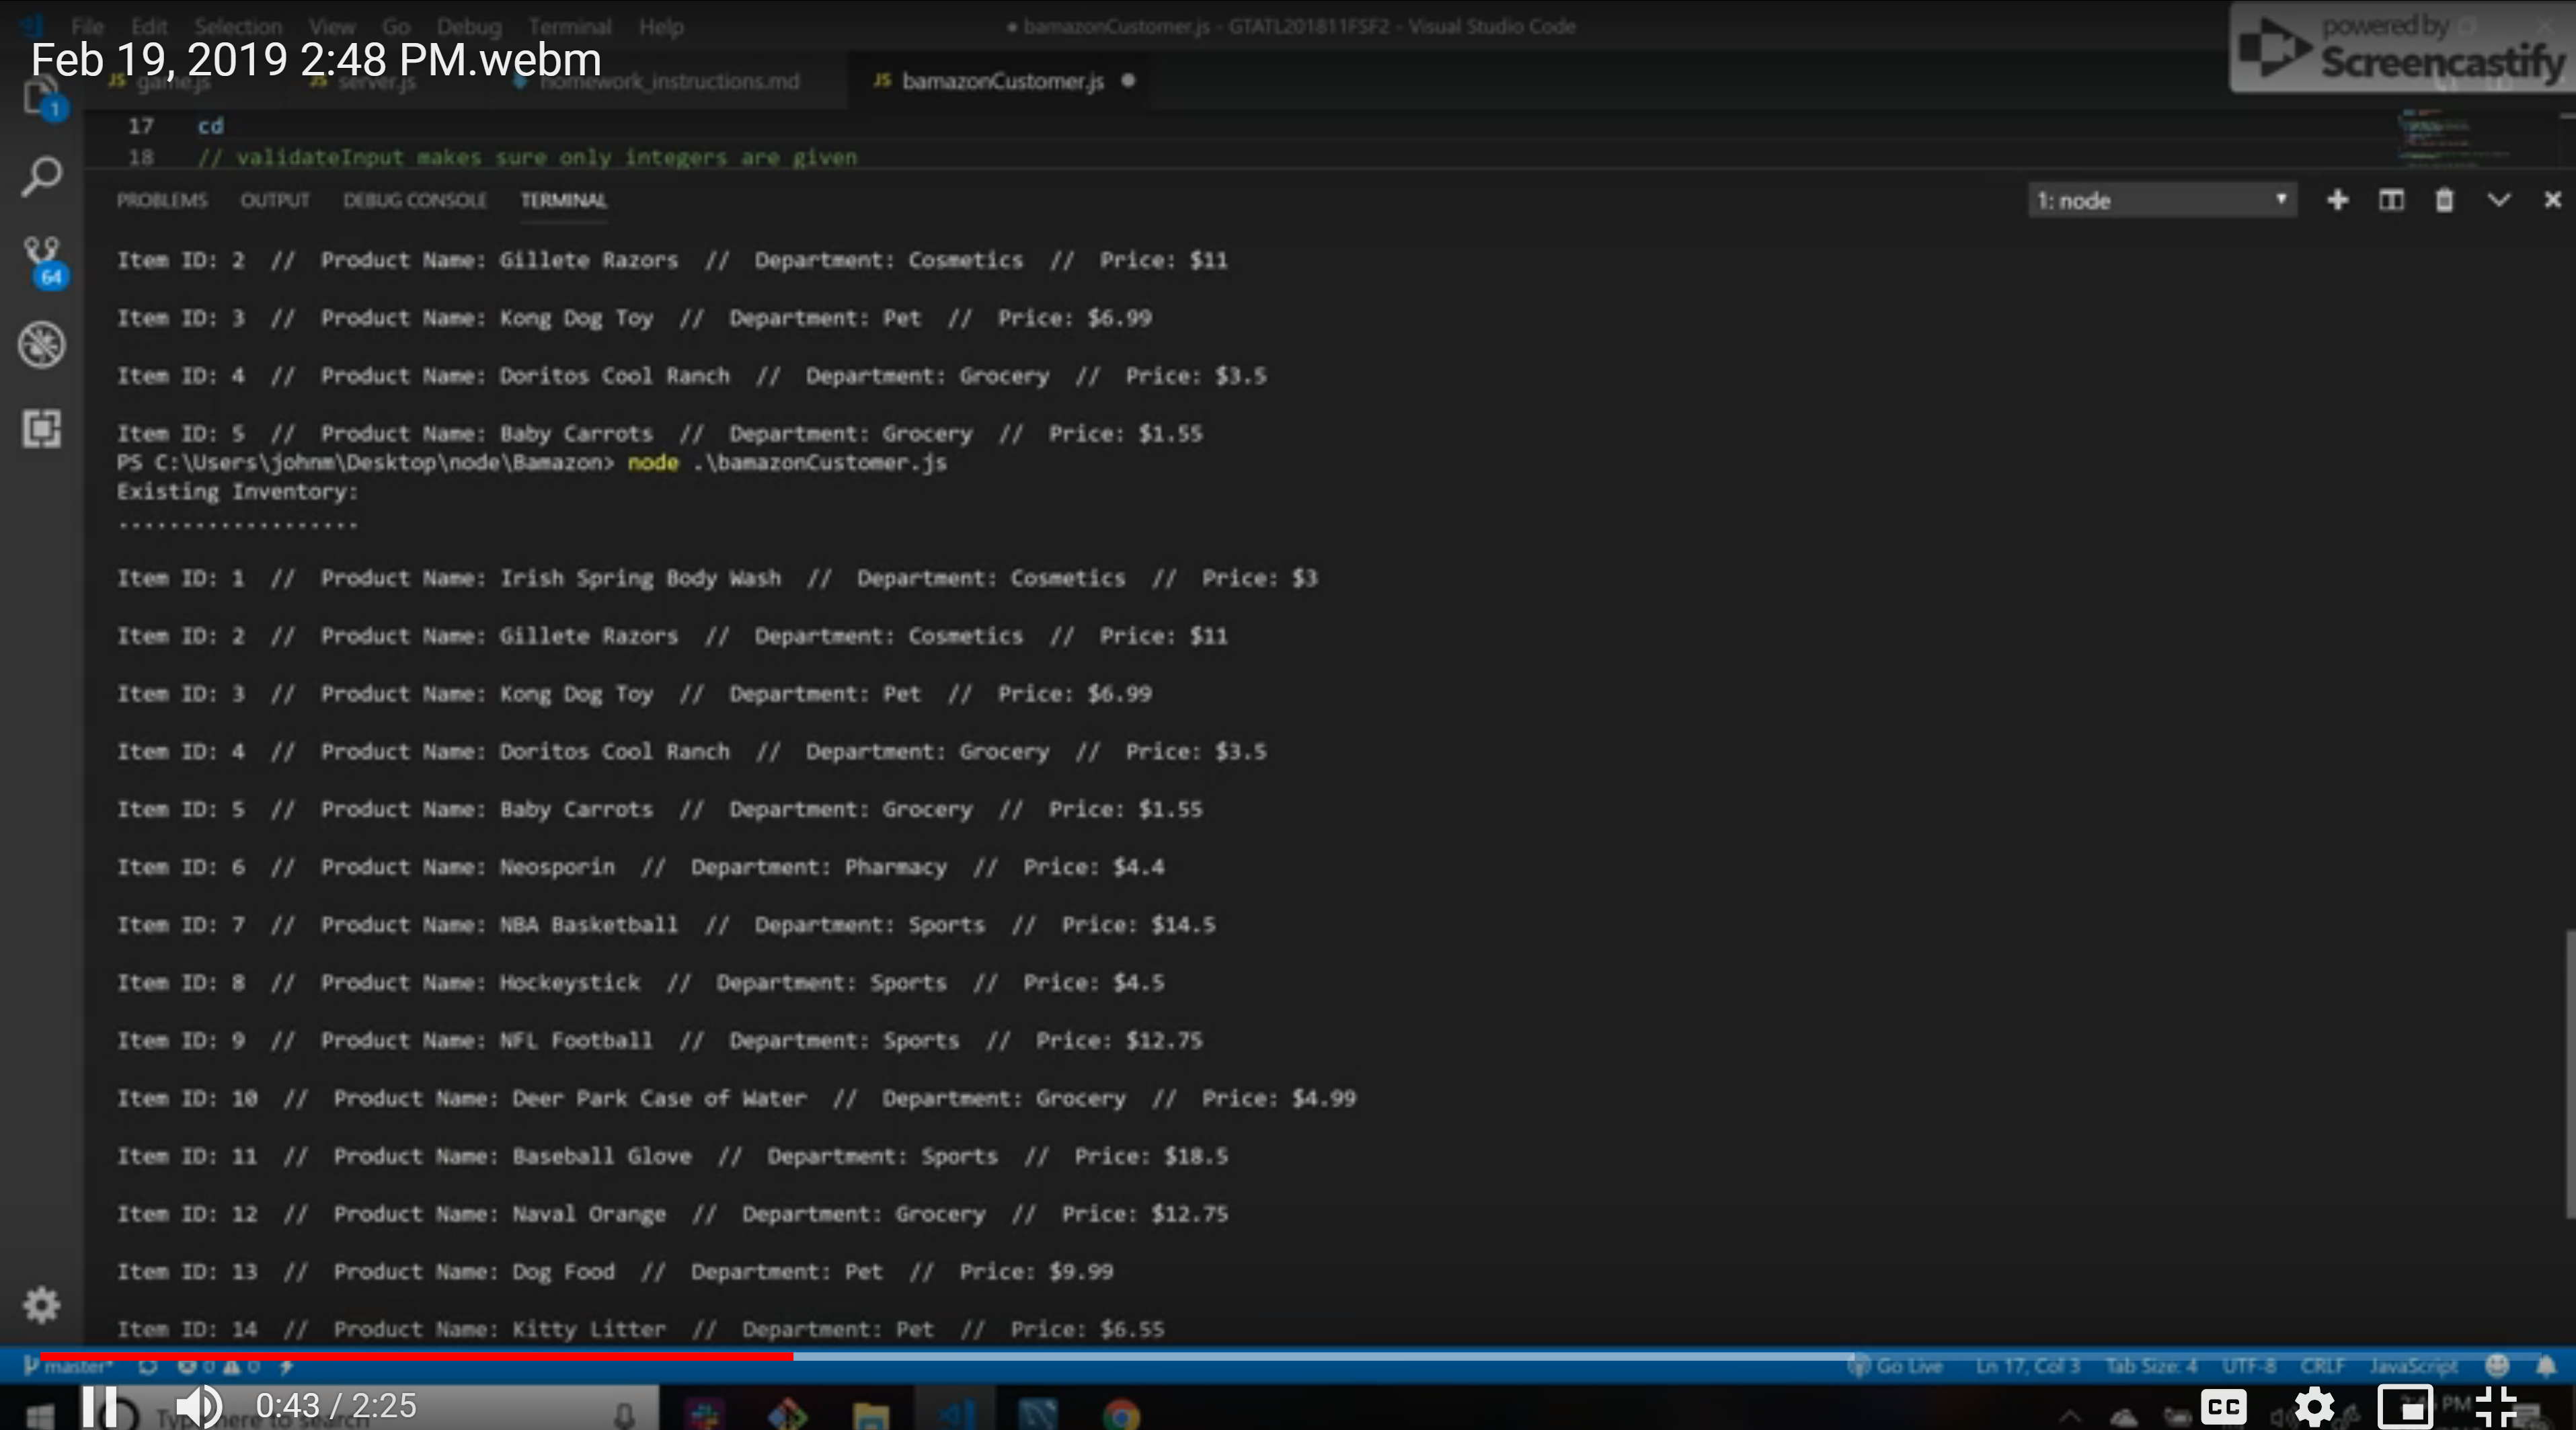 File Edit Selection View Go Debug Terminal Help
● bamazonCustomer.js - GTATL201811FSF2 - Visual Studio Code
powered by
Screencastify
Feb 19, 2019 2:48 PM.webm
JS game.js JS server.js homework_instructions.md JS bamazonCustomer.js ●
1
17 cd
18 // validateInput makes sure only integers are given
PROBLEMS OUTPUT DEBUG CONSOLE TERMINAL 1: node
64
Item ID: 2 // Product Name: Gillete Razors // Department: Cosmetics // Price: $11
Item ID: 3 // Product Name: Kong Dog Toy // Department: Pet // Price: $6.99
Item ID: 4 // Product Name: Doritos Cool Ranch // Department: Grocery // Price: $3.5
Item ID: 5 // Product Name: Baby Carrots // Department: Grocery // Price: $1.55
PS C:\Users\johnm\Desktop\node\Bamazon> node .\bamazonCustomer.js
Existing Inventory:
...................
Item ID: 1 // Product Name: Irish Spring Body Wash // Department: Cosmetics // Price: $3
Item ID: 2 // Product Name: Gillete Razors // Department: Cosmetics // Price: $11
Item ID: 3 // Product Name: Kong Dog Toy // Department: Pet // Price: $6.99
Item ID: 4 // Product Name: Doritos Cool Ranch // Department: Grocery // Price: $3.5
Item ID: 5 // Product Name: Baby Carrots // Department: Grocery // Price: $1.55
Item ID: 6 // Product Name: Neosporin // Department: Pharmacy // Price: $4.4
Item ID: 7 // Product Name: NBA Basketball // Department: Sports // Price: $14.5
Item ID: 8 // Product Name: Hockeystick // Department: Sports // Price: $4.5
Item ID: 9 // Product Name: NFL Football // Department: Sports // Price: $12.75
Item ID: 10 // Product Name: Deer Park Case of Water // Department: Grocery // Price: $4.99
Item ID: 11 // Product Name: Baseball Glove // Department: Sports // Price: $18.5
Item ID: 12 // Product Name: Naval Orange // Department: Grocery // Price: $12.75
Item ID: 13 // Product Name: Dog Food // Department: Pet // Price: $9.99
Item ID: 14 // Product Name: Kitty Litter // Department: Pet // Price: $6.55
master* 0 0 Go Live Ln 17, Col 3 Tab Size: 4 UTF-8 CRLF JavaScript
0:43 / 2:25
Type here to search
CC
PM